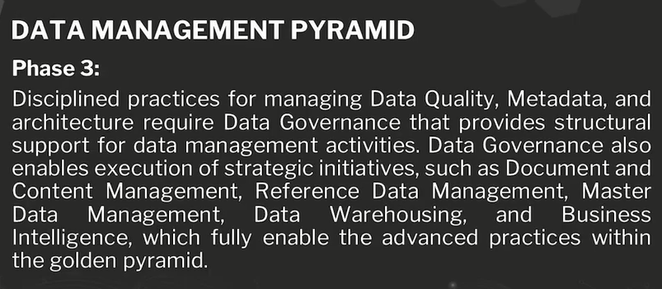 DATA MANAGEMENT PYRAMID
Phase 3:
Disciplined practices for managing Data Quality, Metadata, and
architecture require Data Governance that provides structural
support for data management activities. Data Governance also
enables execution of strategic initiatives, such as Document and
Content Management, Reference Data Management, Master
Data Management, Data Warehousing, and Business
Intelligence, which fully enable the advanced practices within
the golden pyramid.